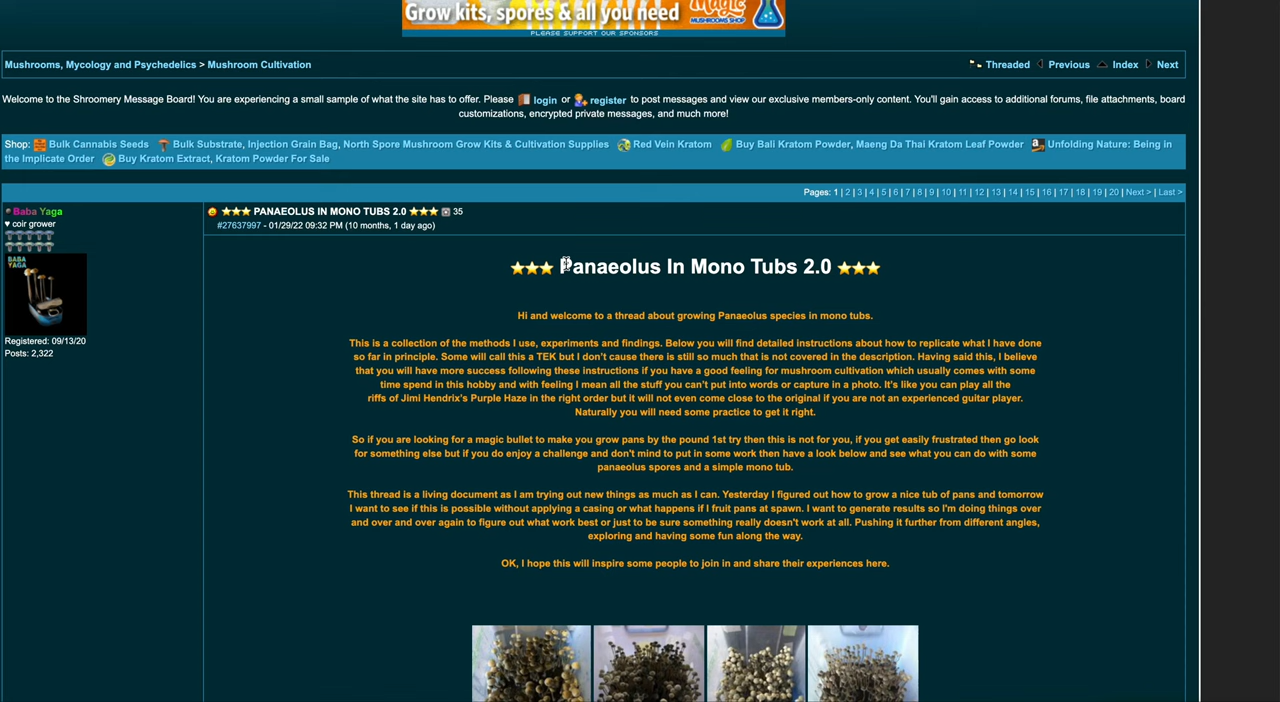 Grow kits, spores & all you need
MAGIC
MUSHROOMS SHOP
PLEASE SUPPORT OUR SPONSORS
Mushrooms, Mycology and Psychedelics > Mushroom Cultivation
Threaded Previous Index Next
Welcome to the Shroomery Message Board! You are experiencing a small sample of what the site has to offer. Please login or register to post messages and view our exclusive members-only content. You'll gain access to additional forums, file attachments, board
customizations, encrypted private messages, and much more!
Shop: Bulk Cannabis Seeds Bulk Substrate, Injection Grain Bag, North Spore Mushroom Grow Kits & Cultivation Supplies Red Vein Kratom Buy Bali Kratom Powder, Maeng Da Thai Kratom Leaf Powder Unfolding Nature: Being in
the Implicate Order Buy Kratom Extract, Kratom Powder For Sale
Pages: 1 | 2 | 3 | 4 | 5 | 6 | 7 | 8 | 9 | 10 | 11 | 12 | 13 | 14 | 15 | 16 | 17 | 18 | 19 | 20 | Next > | Last >
Baba Yaga
♥ coir grower
BABA
YAGA
Registered: 09/13/20
Posts: 2,322
★★★ PANAEOLUS IN MONO TUBS 2.0 ★★★ 35
#27637997 - 01/29/22 09:32 PM (10 months, 1 day ago)
★★★ Panaeolus In Mono Tubs 2.0 ★★★
Hi and welcome to a thread about growing Panaeolus species in mono tubs.
This is a collection of the methods I use, experiments and findings. Below you will find detailed instructions about how to replicate what I have done
so far in principle. Some will call this a TEK but I don't cause there is still so much that is not covered in the description. Having said this, I believe
that you will have more success following these instructions if you have a good feeling for mushroom cultivation which usually comes with some
time spend in this hobby and with feeling I mean all the stuff you can't put into words or capture in a photo. It's like you can play all the
riffs of Jimi Hendrix's Purple Haze in the right order but it will not even come close to the original if you are not an experienced guitar player.
Naturally you will need some practice to get it right.
So if you are looking for a magic bullet to make you grow pans by the pound 1st try then this is not for you, if you get easily frustrated then go look
for something else but if you do enjoy a challenge and don't mind to put in some work then have a look below and see what you can do with some
panaeolus spores and a simple mono tub.
This thread is a living document as I am trying out new things as much as I can. Yesterday I figured out how to grow a nice tub of pans and tomorrow
I want to see if this is possible without applying a casing or what happens if I fruit pans at spawn. I want to generate results so I'm doing things over
and over and over again to figure out what work best or just to be sure something really doesn't work at all. Pushing it further from different angles,
exploring and having some fun along the way.
OK, I hope this will inspire some people to join in and share their experiences here.